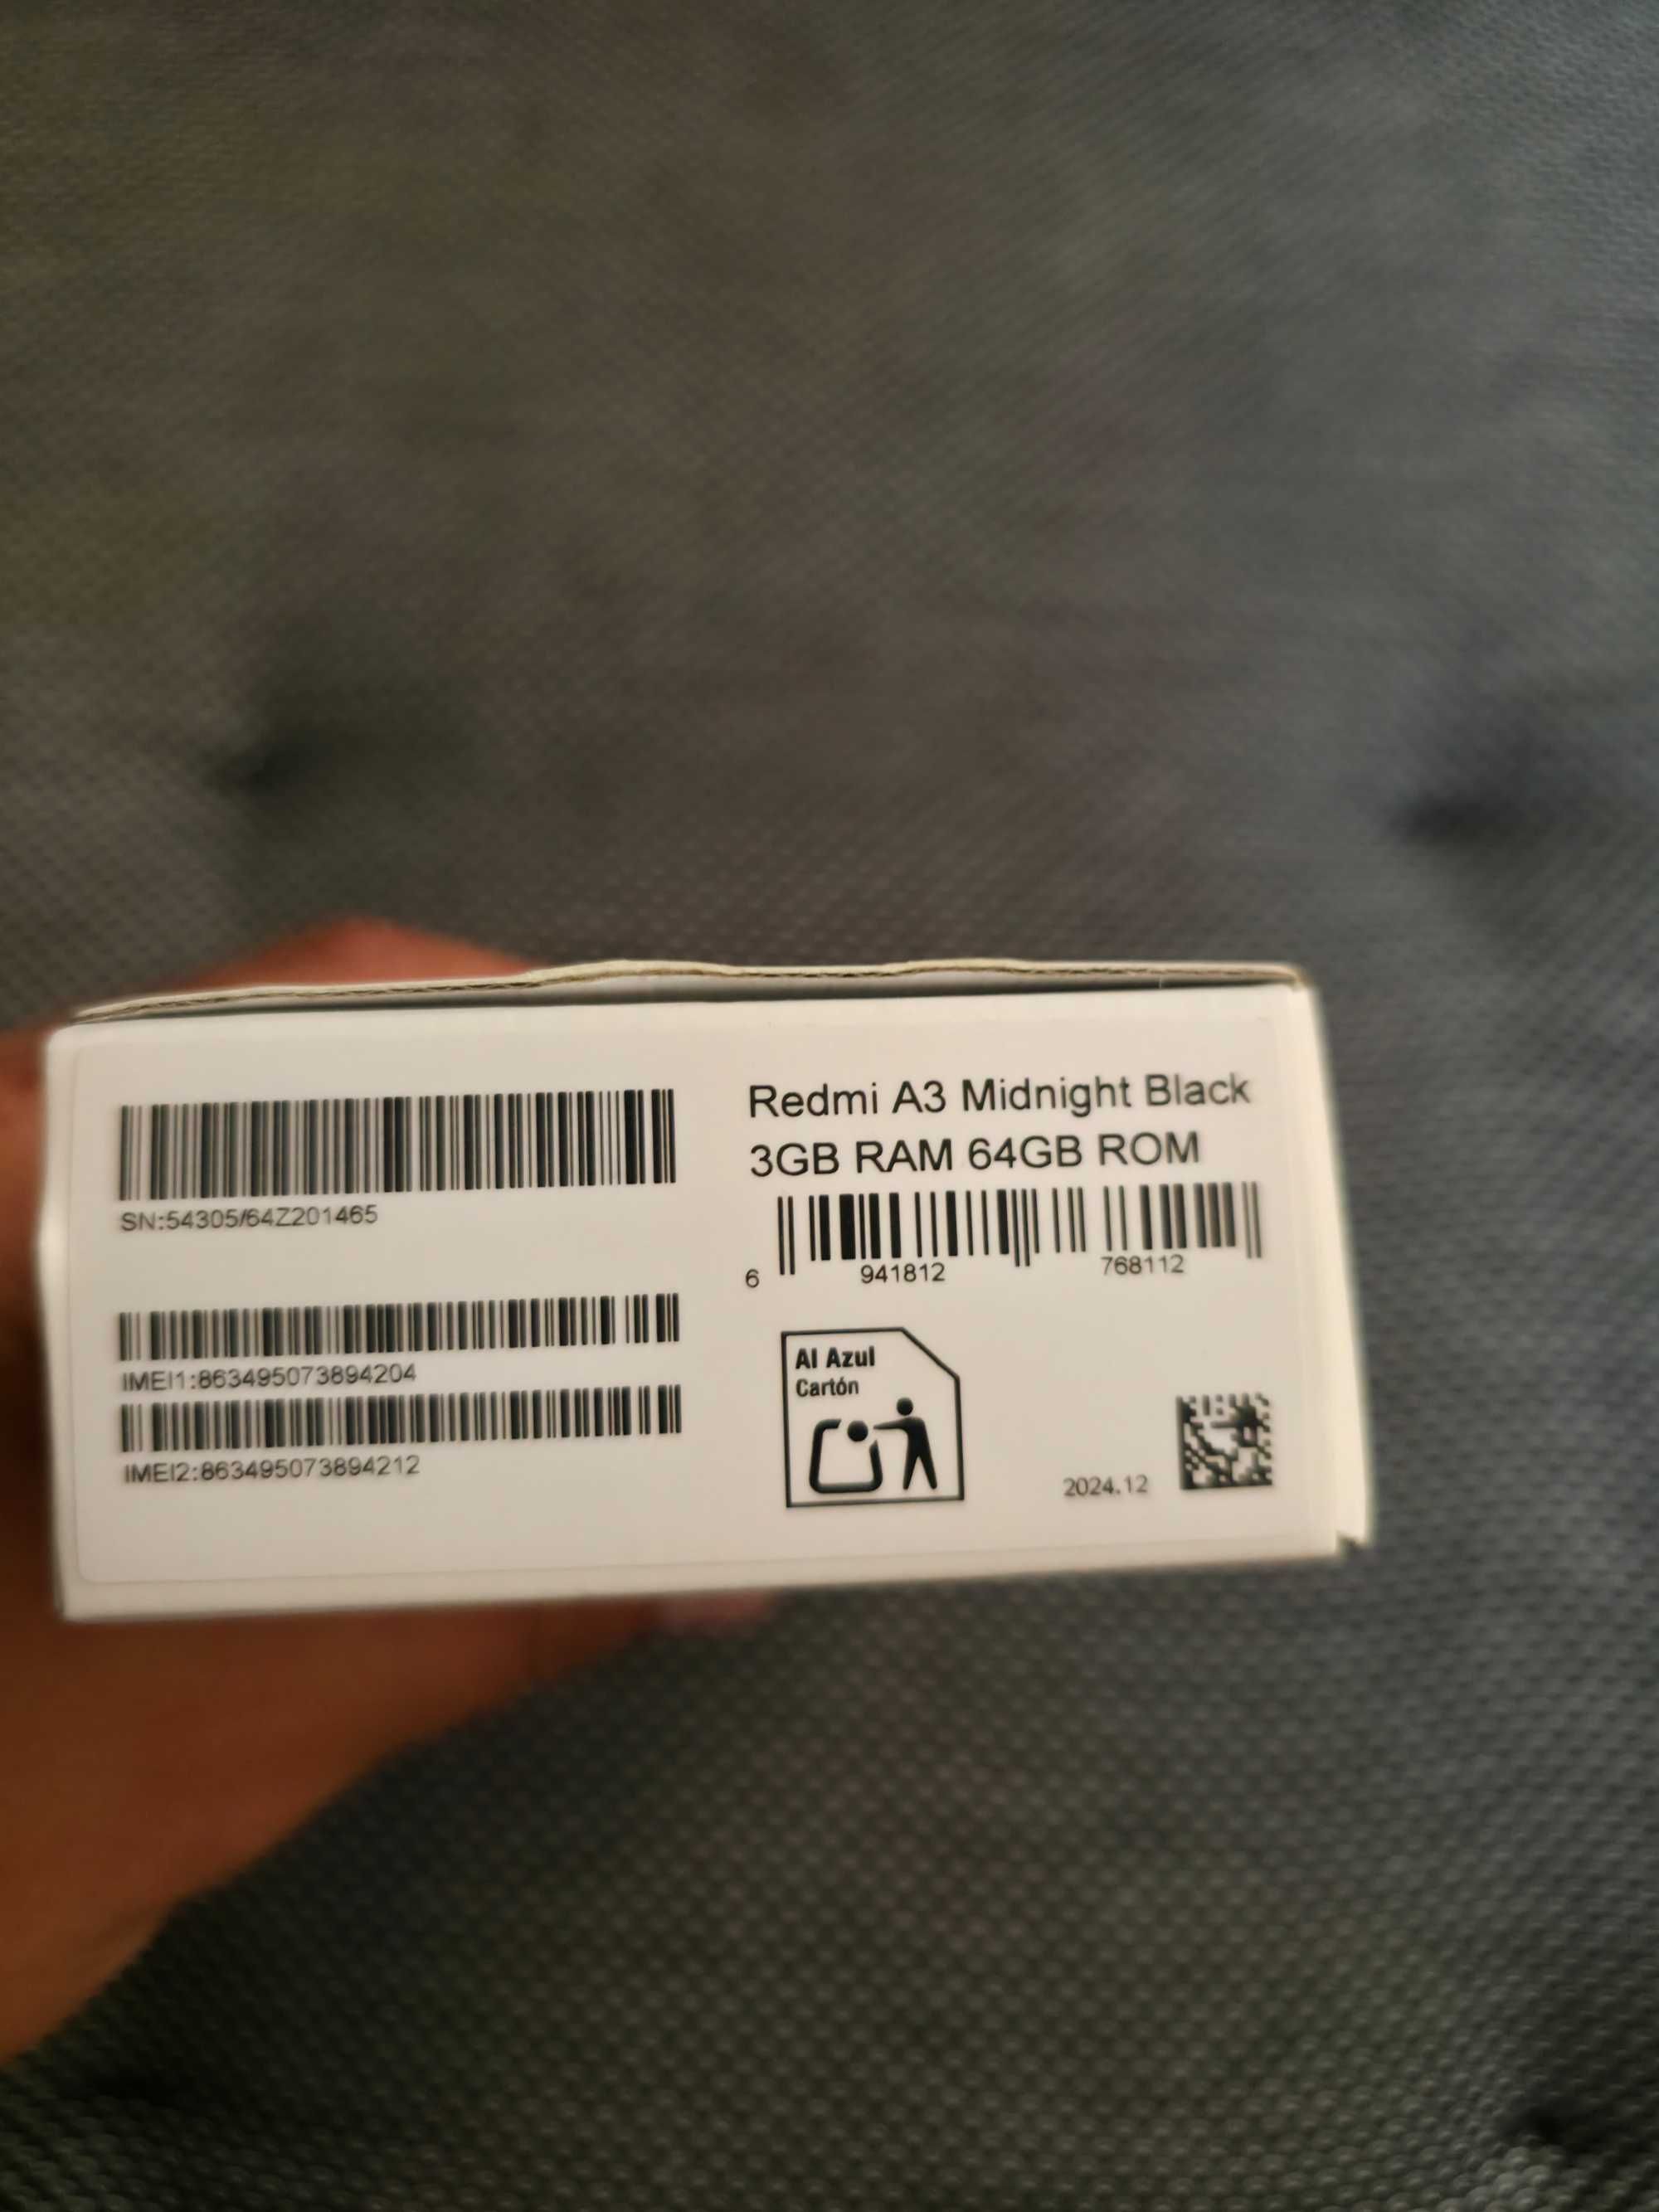 SN:54305/64Z201465
IMEI1:863495073894204
IMEI2:863495073894212
Redmi A3 Midnight Black
3GB RAM 64GB ROM
6 941812 768112
Al Azul
Cartón
2024.12